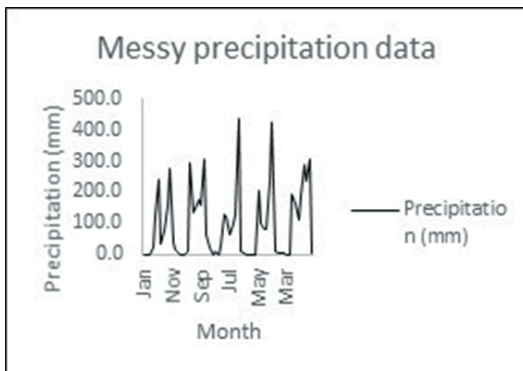 Messy precipitation data
Precipitation (mm)
500.0
400.0
300.0
200.0
100.0
0.0
Jan
Nov
Sep
Jul
May
Mar
Month
Precipitatio
n (mm)